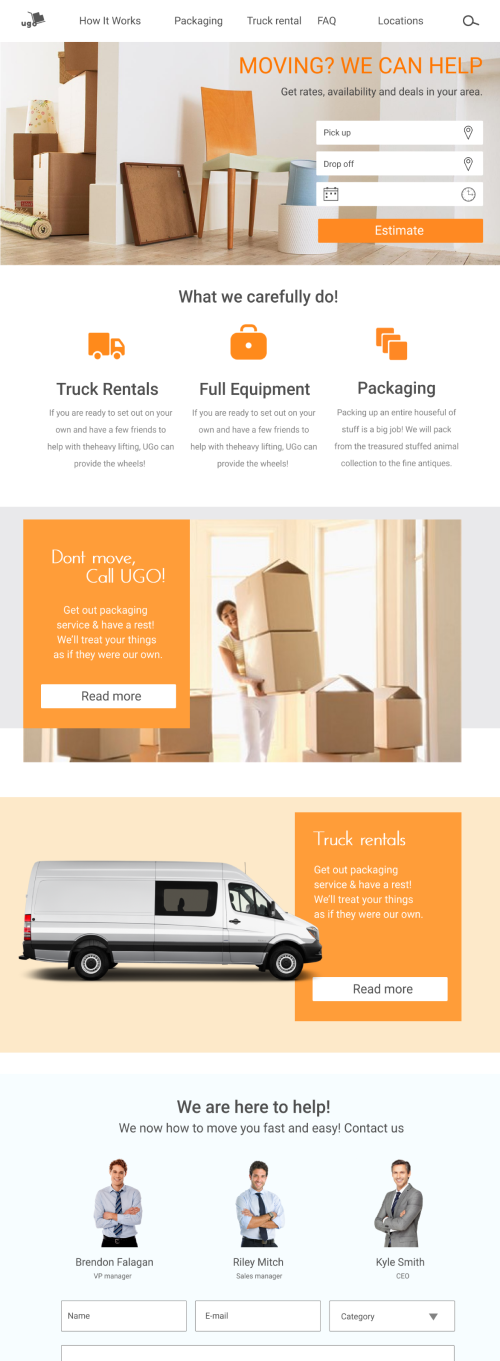 ugo
How It Works
Packaging
Truck rental
FAQ
Locations
MOVING? WE CAN HELP
Get rates, availability and deals in your area.
Pick up
Drop off
Estimate
What we carefully do!
Truck Rentals
If you are ready to set out on your
own and have a few friends to
help with theheavy lifting, UGo can
provide the wheels!
Full Equipment
If you are ready to set out on your
own and have a few friends to
help with theheavy lifting, UGo can
provide the wheels!
Packaging
Packing up an entire houseful of
stuff is a big job! We will pack
from the treasured stuffed animal
collection to the fine antiques.
Dont move,
Call UGO!
Get out packaging
service & have a rest!
We'll treat your things
as if they were our own.
Read more
Truck rentals
Get out packaging
service & have a rest!
We'll treat your things
as if they were our own.
Read more
We are here to help!
We now how to move you fast and easy! Contact us
Brendon Falagan
VP manager
Riley Mitch
Sales manager
Kyle Smith
CEO
Name
E-mail
Category